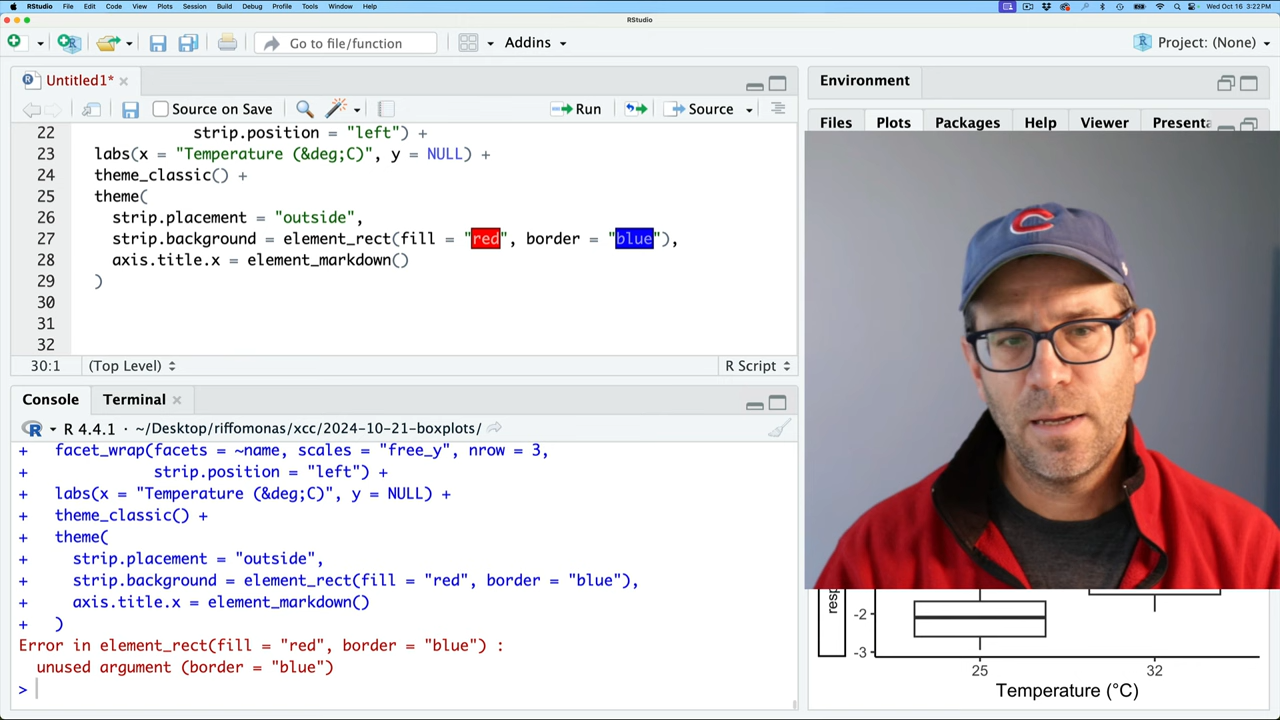 RStudio File Edit Code View Plots Session Build Debug Profile Tools Window Help Wed Oct 16 3:22 PM
RStudio
Go to file/function Addins Project: (None)
Untitled1*
Source on Save Run Source
22 strip.position = "left") +
23 labs(x = "Temperature (&deg;C)", y = NULL) +
24 theme_classic() +
25 theme(
26 strip.placement = "outside",
27 strip.background = element_rect(fill = "red", border = "blue"),
28 axis.title.x = element_markdown()
29 )
30
31
32
30:1 (Top Level) R Script
Console Terminal
R 4.4.1 · ~/Desktop/riffomonas/xcc/2024-10-21-boxplots/
+ facet_wrap(facets = ~name, scales = "free_y", nrow = 3,
+ strip.position = "left") +
+ labs(x = "Temperature (&deg;C)", y = NULL) +
+ theme_classic() +
+ theme(
+ strip.placement = "outside",
+ strip.background = element_rect(fill = "red", border = "blue"),
+ axis.title.x = element_markdown()
+ )
Error in element_rect(fill = "red", border = "blue") :
unused argument (border = "blue")
>
Environment
Files Plots Packages Help Viewer Presenta
C
resp
-2
-3
25 32
Temperature (°C)